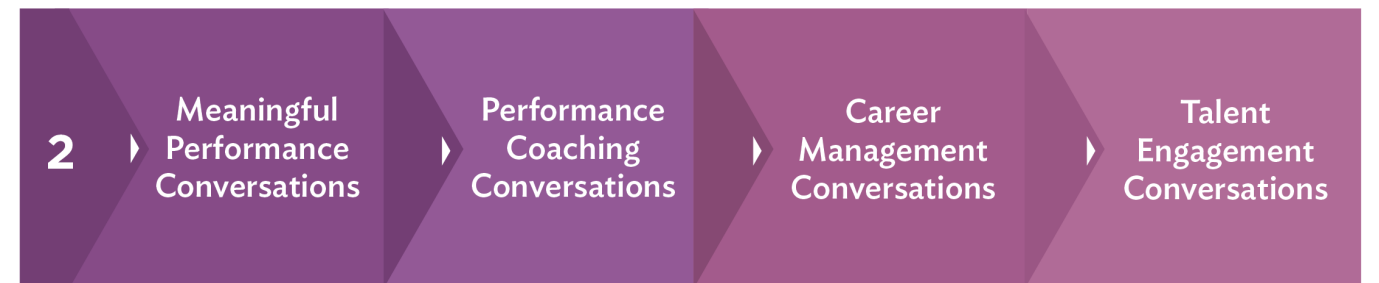 2
Meaningful
Performance
Conversations
Performance
Coaching
Conversations
Career
Management
Conversations
Talent
Engagement
Conversations